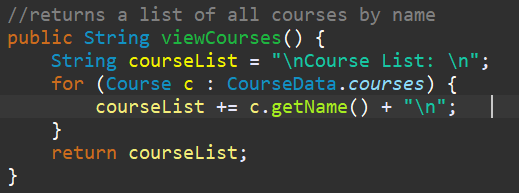 //returns a list of all courses by name
public String viewCourses() {
    String courseList = "\nCourse List: \n";
    for (Course c : CourseData.courses) {
        courseList += c.getName() + "\n";
    }
    return courseList;
}